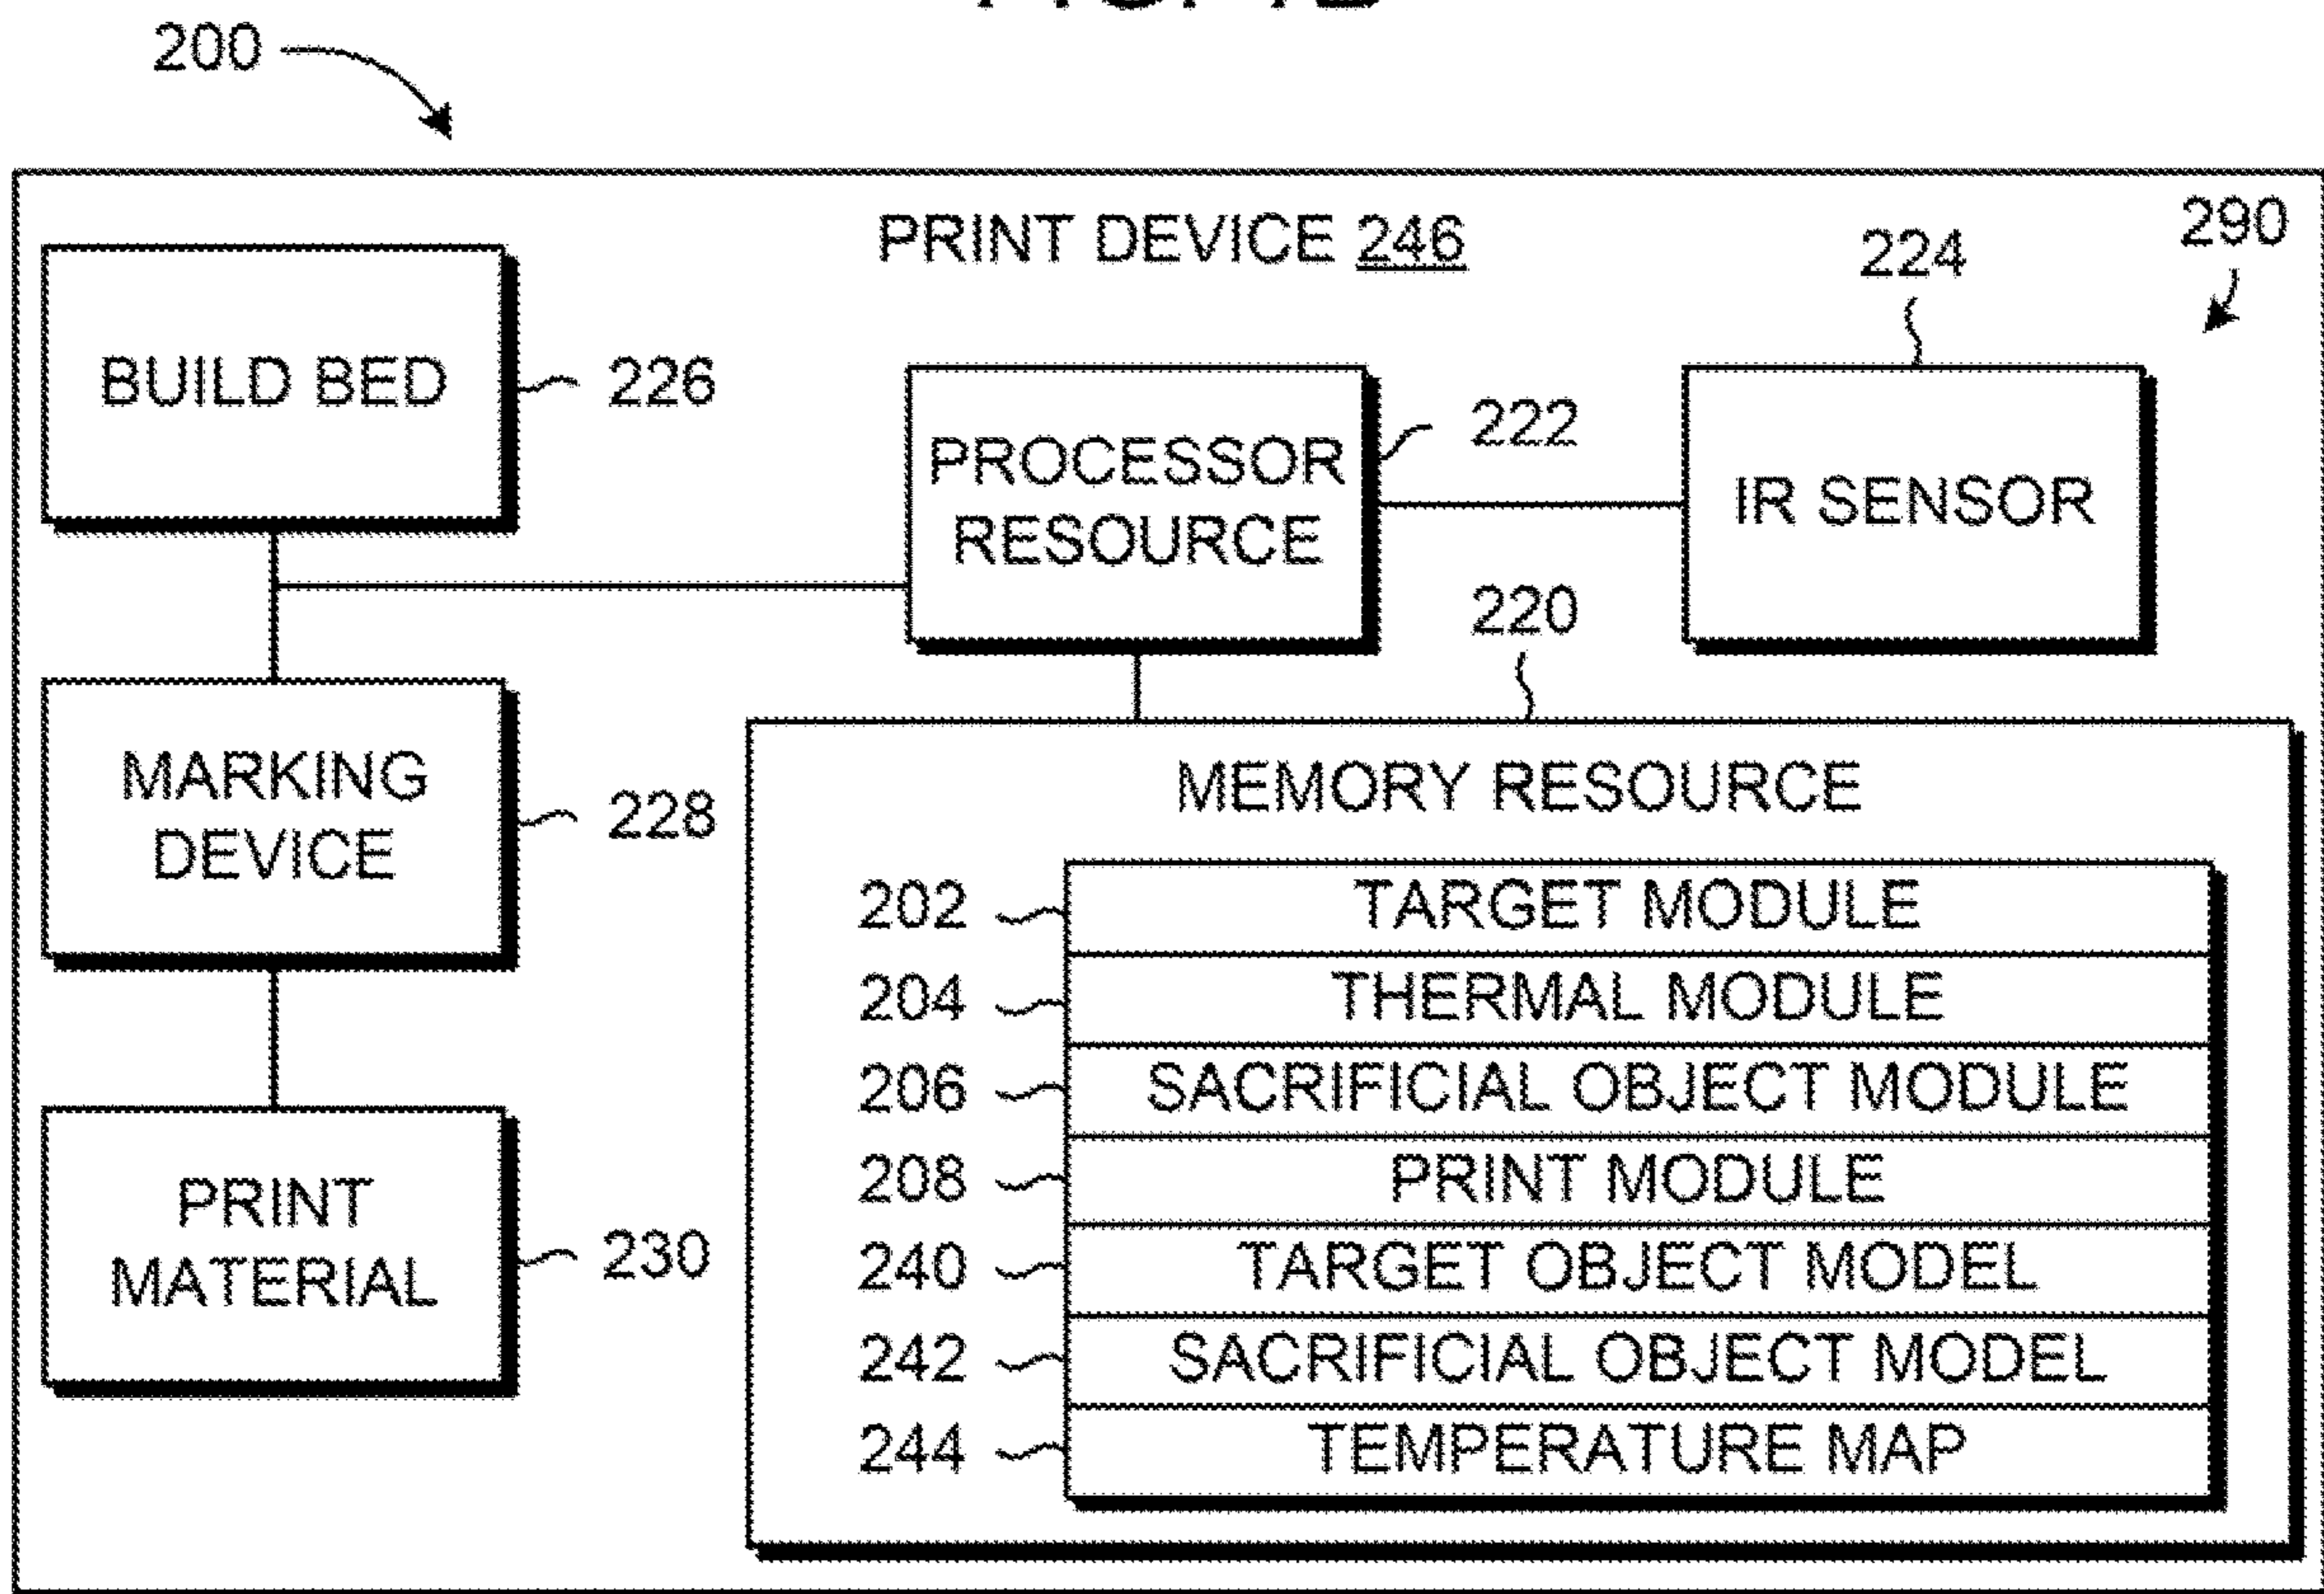 200
PRINT DEVICE 246
290
224
BUILD BED
226
PROCESSOR
RESOURCE
222
IR SENSOR
220
MARKING
DEVICE
228
MEMORY RESOURCE
202 TARGET MODULE
204 THERMAL MODULE
206 SACRIFICIAL OBJECT MODULE
208 PRINT MODULE
240 TARGET OBJECT MODEL
242 SACRIFICIAL OBJECT MODEL
244 TEMPERATURE MAP
PRINT
MATERIAL
230